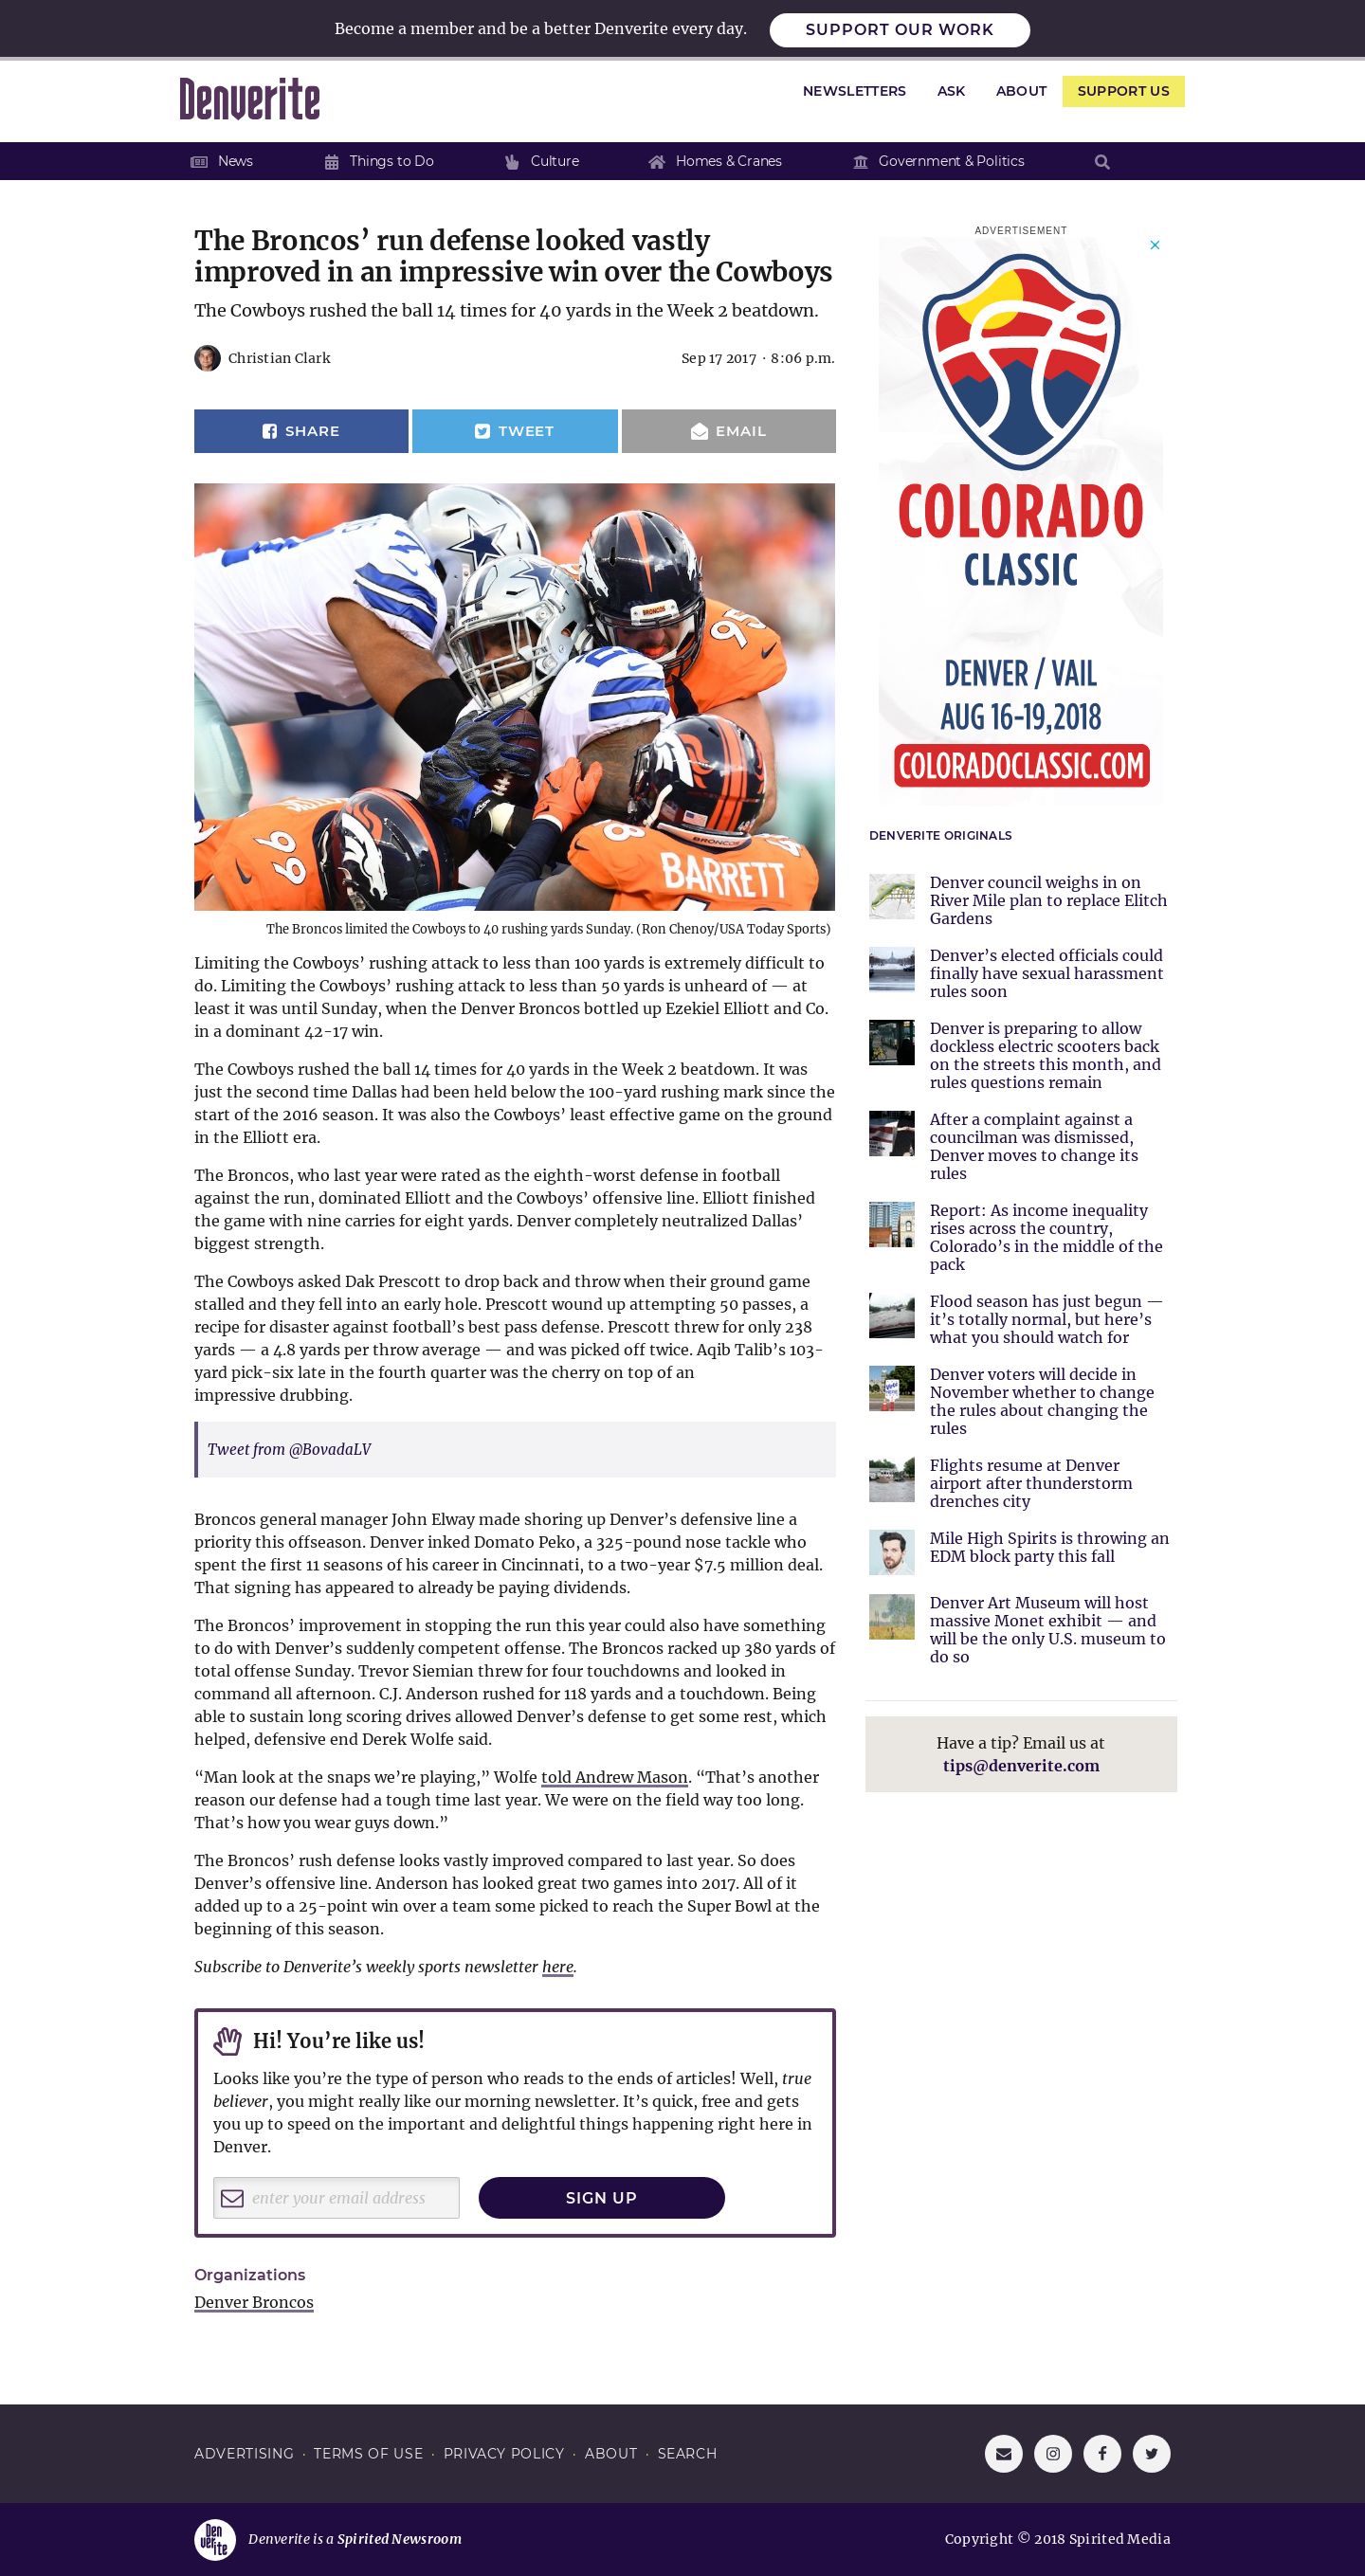 Become a member and be a better Denverite every day.
SUPPORT OUR WORK
Denverite
NEWSLETTERS
ASK
ABOUT
SUPPORT US
News
Things to Do
Culture
Homes & Cranes
Government & Politics
The Broncos’ run defense looked vastly
improved in an impressive win over the Cowboys
The Cowboys rushed the ball 14 times for 40 yards in the Week 2 beatdown.
Christian Clark
Sep 17 2017 · 8:06 p.m.
SHARE
TWEET
EMAIL
95
66
BARRETT
The Broncos limited the Cowboys to 40 rushing yards Sunday. (Ron Chenoy/USA Today Sports)
Limiting the Cowboys’ rushing attack to less than 100 yards is extremely difficult to
do. Limiting the Cowboys’ rushing attack to less than 50 yards is unheard of — at
least it was until Sunday, when the Denver Broncos bottled up Ezekiel Elliott and Co.
in a dominant 42-17 win.
The Cowboys rushed the ball 14 times for 40 yards in the Week 2 beatdown. It was
just the second time Dallas had been held below the 100-yard rushing mark since the
start of the 2016 season. It was also the Cowboys’ least effective game on the ground
in the Elliott era.
The Broncos, who last year were rated as the eighth-worst defense in football
against the run, dominated Elliott and the Cowboys’ offensive line. Elliott finished
the game with nine carries for eight yards. Denver completely neutralized Dallas’
biggest strength.
The Cowboys asked Dak Prescott to drop back and throw when their ground game
stalled and they fell into an early hole. Prescott wound up attempting 50 passes, a
recipe for disaster against football’s best pass defense. Prescott threw for only 238
yards — a 4.8 yards per throw average — and was picked off twice. Aqib Talib’s 103-
yard pick-six late in the fourth quarter was the cherry on top of an
impressive drubbing.
Tweet from @BovadaLV
Broncos general manager John Elway made shoring up Denver’s defensive line a
priority this offseason. Denver inked Domato Peko, a 325-pound nose tackle who
spent the first 11 seasons of his career in Cincinnati, to a two-year $7.5 million deal.
That signing has appeared to already be paying dividends.
The Broncos’ improvement in stopping the run this year could also have something
to do with Denver’s suddenly competent offense. The Broncos racked up 380 yards of
total offense Sunday. Trevor Siemian threw for four touchdowns and looked in
command all afternoon. C.J. Anderson rushed for 118 yards and a touchdown. Being
able to sustain long scoring drives allowed Denver’s defense to get some rest, which
helped, defensive end Derek Wolfe said.
“Man look at the snaps we’re playing,” Wolfe told Andrew Mason. “That’s another
reason our defense had a tough time last year. We were on the field way too long.
That’s how you wear guys down.”
The Broncos’ rush defense looks vastly improved compared to last year. So does
Denver’s offensive line. Anderson has looked great two games into 2017. All of it
added up to a 25-point win over a team some picked to reach the Super Bowl at the
beginning of this season.
Subscribe to Denverite’s weekly sports newsletter here.
Hi! You’re like us!
Looks like you’re the type of person who reads to the ends of articles! Well, true
believer, you might really like our morning newsletter. It’s quick, free and gets
you up to speed on the important and delightful things happening right here in
Denver.
enter your email address
SIGN UP
Organizations
Denver Broncos
ADVERTISEMENT
COLORADO
CLASSIC
DENVER / VAIL
AUG 16-19,2018
COLORADOCLASSIC.COM
DENVERITE ORIGINALS
Denver council weighs in on
River Mile plan to replace Elitch
Gardens
Denver’s elected officials could
finally have sexual harassment
rules soon
Denver is preparing to allow
dockless electric scooters back
on the streets this month, and
rules questions remain
After a complaint against a
councilman was dismissed,
Denver moves to change its
rules
Report: As income inequality
rises across the country,
Colorado’s in the middle of the
pack
Flood season has just begun —
it’s totally normal, but here’s
what you should watch for
Denver voters will decide in
November whether to change
the rules about changing the
rules
Flights resume at Denver
airport after thunderstorm
drenches city
Mile High Spirits is throwing an
EDM block party this fall
Denver Art Museum will host
massive Monet exhibit — and
will be the only U.S. museum to
do so
Have a tip? Email us at
tips@denverite.com
ADVERTISING · TERMS OF USE · PRIVACY POLICY · ABOUT · SEARCH
Den
ver
ite
Denverite is a Spirited Newsroom
Copyright © 2018 Spirited Media